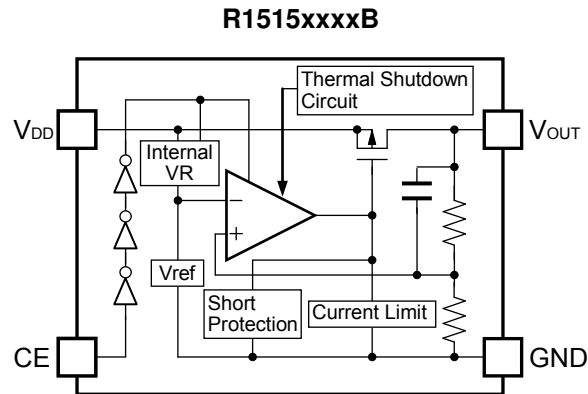 R1515xxxxB
Thermal Shutdown
Circuit
VDD
VOUT
Internal
VR
−
+
Vref
Short
Protection
Current Limit
CE
GND